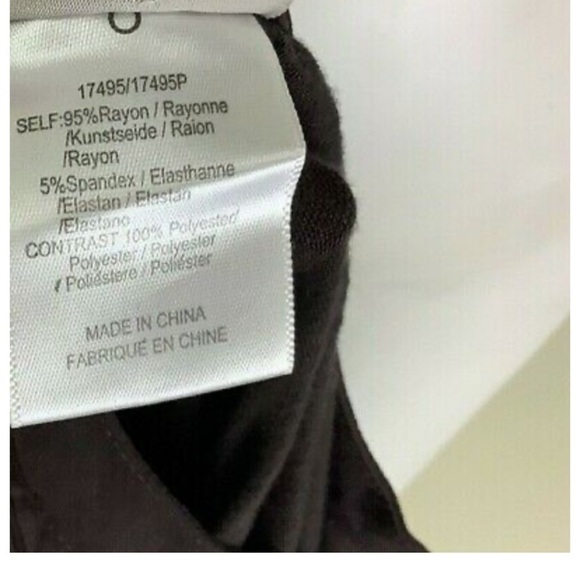 17495/17495P
SELF:95%Rayon / Rayonne
/Kunstseide / Raion
/Rayon
5%Spandex / Elasthanne
/Elastan / Elastan
/Elastano
CONTRAST 100% Polyester/
Polyester / Polyester
/ Poliéstere / Poliéster
MADE IN CHINA
FABRIQUÉ EN CHINE